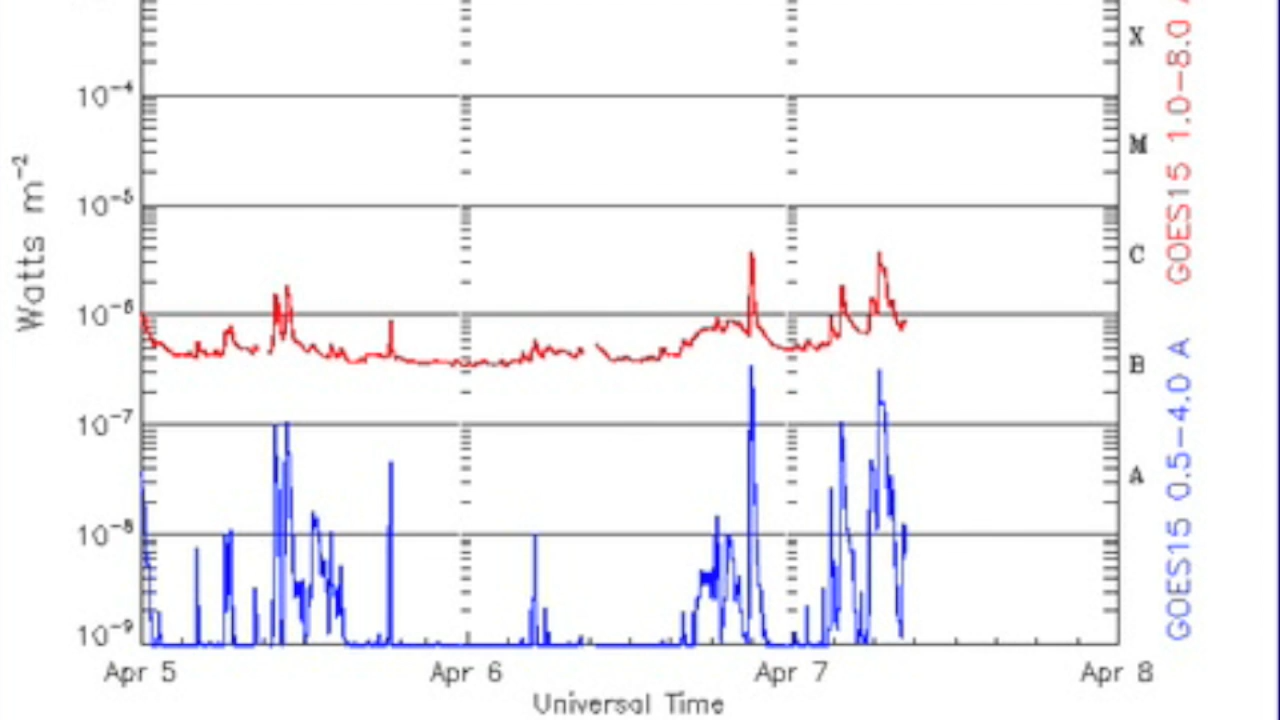 X
10⁻⁴
M
10⁻⁵
C
10⁻⁶
B
10⁻⁷
A
10⁻⁸
10⁻⁹
Watts m⁻²
Apr 5 Apr 6 Apr 7 Apr 8
Universal Time
GOES15 1.0-8.0
GOES15 0.5-4.0 A